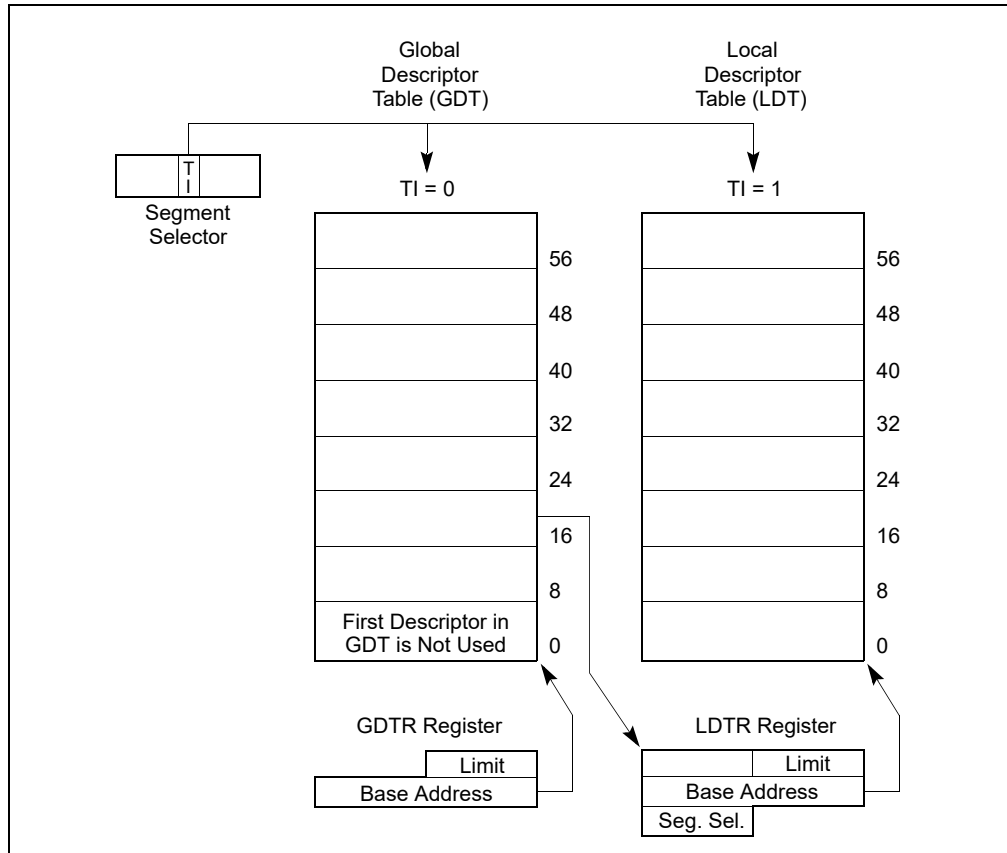 Global
Descriptor
Table (GDT)
Local
Descriptor
Table (LDT)
T
I
Segment
Selector
TI = 0
TI = 1
56
48
40
32
24
16
8
First Descriptor in
GDT is Not Used
0
56
48
40
32
24
16
8
0
GDTR Register
Limit
Base Address
LDTR Register
Limit
Base Address
Seg. Sel.